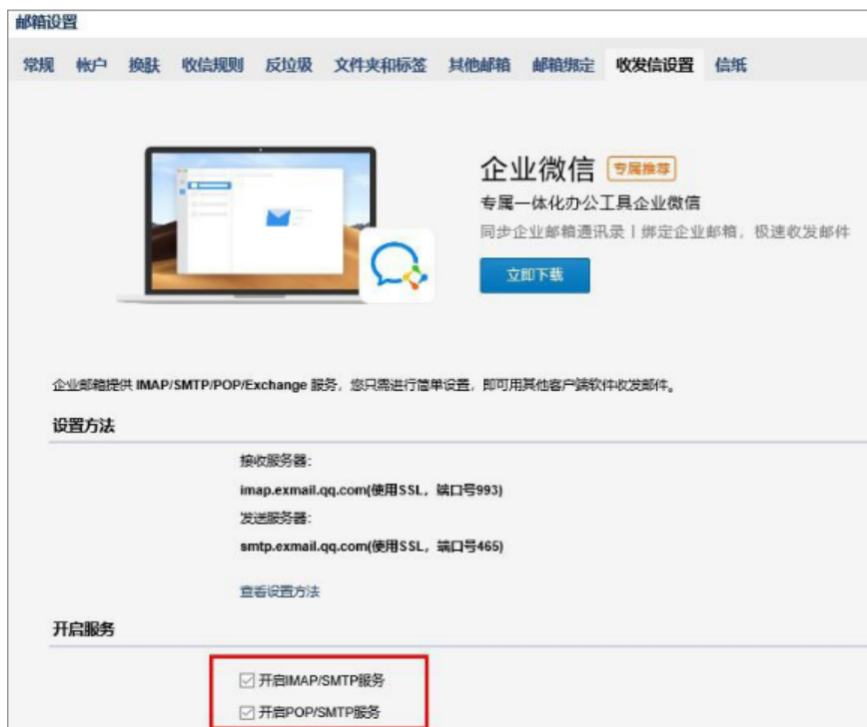 邮箱设置
常规 帐户 换肤 收信规则 反垃圾 文件夹和标签 其他邮箱 邮箱绑定 收发信设置 信纸
企业微信 专属推荐
专属一体化办公工具企业微信
同步企业邮箱通讯录丨绑定企业邮箱，极速收发邮件
立即下载
企业邮箱提供 IMAP/SMTP/POP/Exchange 服务，您只需进行简单设置，即可用其他客户端软件收发邮件。
设置方法
接收服务器：
imap.exmail.qq.com(使用SSL，端口号993)
发送服务器：
smtp.exmail.qq.com(使用SSL，端口号465)
查看设置方法
开启服务
开启IMAP/SMTP服务
开启POP/SMTP服务